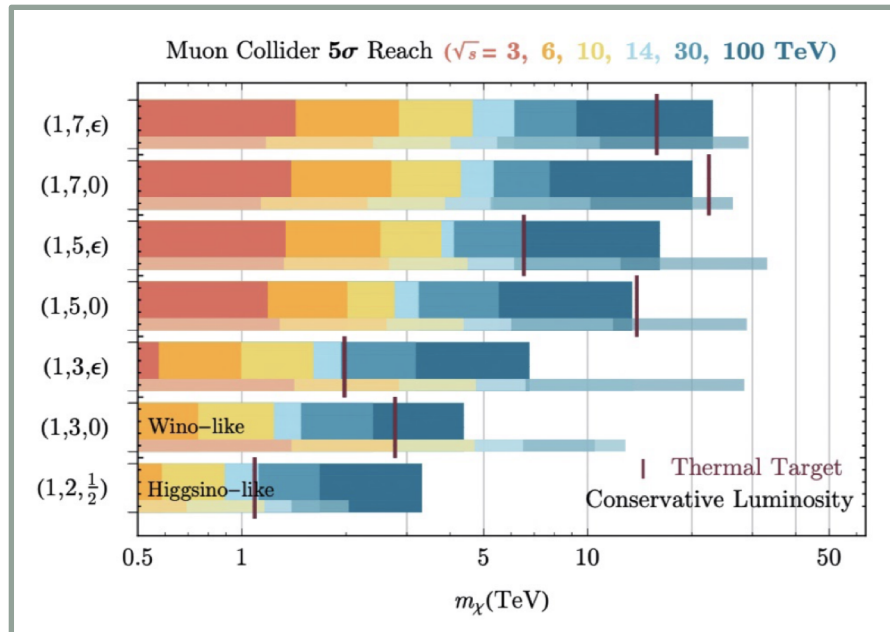 Muon Collider 5σ Reach (√s = 3, 6, 10, 14, 30, 100 TeV)
(1,7,ϵ)
(1,7,0)
(1,5,ϵ)
(1,5,0)
(1,3,ϵ)
(1,3,0)
Wino-like
(1,2,½)
Higgsino-like
Thermal Target
Conservative Luminosity
0.5 1 5 10 50
mχ(TeV)